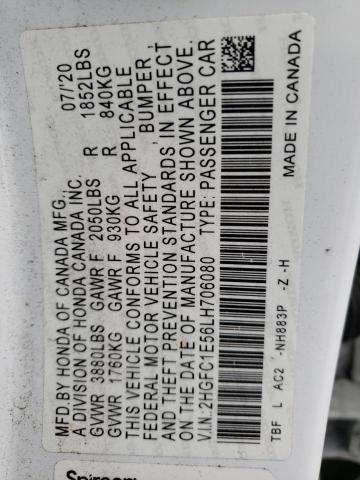 MFD.BY HONDA OF CANADA MFG. 07/'20
A DIVISION OF HONDA CANADA INC.
GVWR 3880LBS GAWR F 2050LBS R 1852LBS
GVWR 1760KG GAWR F 930KG R 840KG
THIS VEHICLE CONFORMS TO ALL APPLICABLE
FEDERAL MOTOR VEHICLE SAFETY, BUMPER,
AND THEFT PREVENTION STANDARDS, IN EFFECT
ON THE DATE OF MANUFACTURE SHOWN ABOVE.
V.I.N.:2HGFC1E56LH706080 TYPE: PASSENGER CAR
TBF L AC2 -NH883P -Z -H MADE IN CANADA